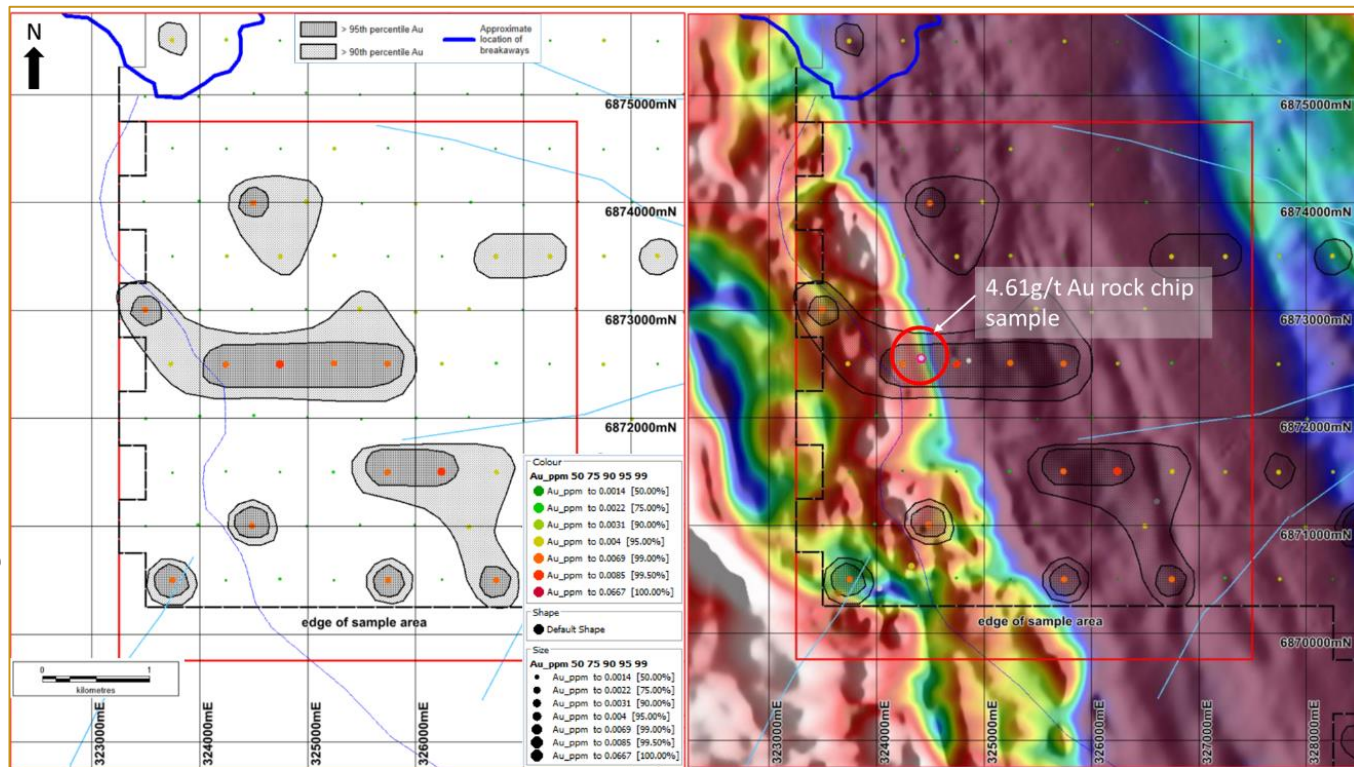 N
> 95th percentile Au
> 90th percentile Au
Approximate
location of
breakaways
6875000mN
6874000mN
6873000mN
6872000mN
edge of sample area
0
1
kilometres
323000mE
324000mE
325000mE
326000mE
Colour
Au_ppm 50 75 90 95 99
Au_ppm to 0.0014 [50.00%]
Au_ppm to 0.0022 [75.00%]
Au_ppm to 0.0031 [90.00%]
Au_ppm to 0.004 [95.00%]
Au_ppm to 0.0069 [99.00%]
Au_ppm to 0.0085 [99.50%]
Au_ppm to 0.0667 [100.00%]
Shape
Default Shape
Size
Au_ppm 50 75 90 95 99
Au_ppm to 0.0014 [50.00%]
Au_ppm to 0.0022 [75.00%]
Au_ppm to 0.0031 [90.00%]
Au_ppm to 0.004 [95.00%]
Au_ppm to 0.0069 [99.00%]
Au_ppm to 0.0085 [99.50%]
Au_ppm to 0.0667 [100.00%]
6875000mN
6874000mN
4.61g/t Au rock chip
sample
6873000mN
6872000mN
6871000mN
edge of sample area
6870000mN
323000mE
324000mE
325000mE
326000mE
327000mE
328000mE